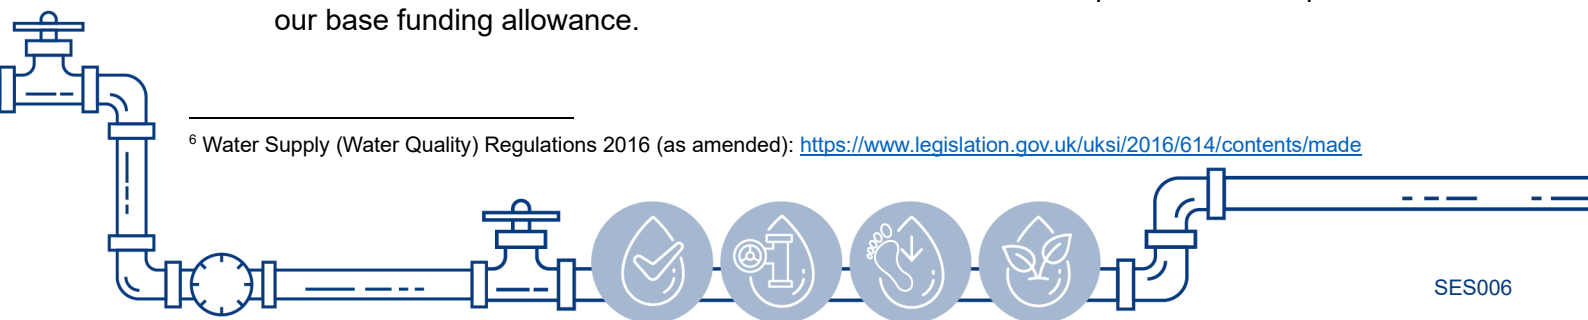 our base funding allowance.
6 Water Supply (Water Quality) Regulations 2016 (as amended): https://www.legislation.gov.uk/uksi/2016/614/contents/made
SES006